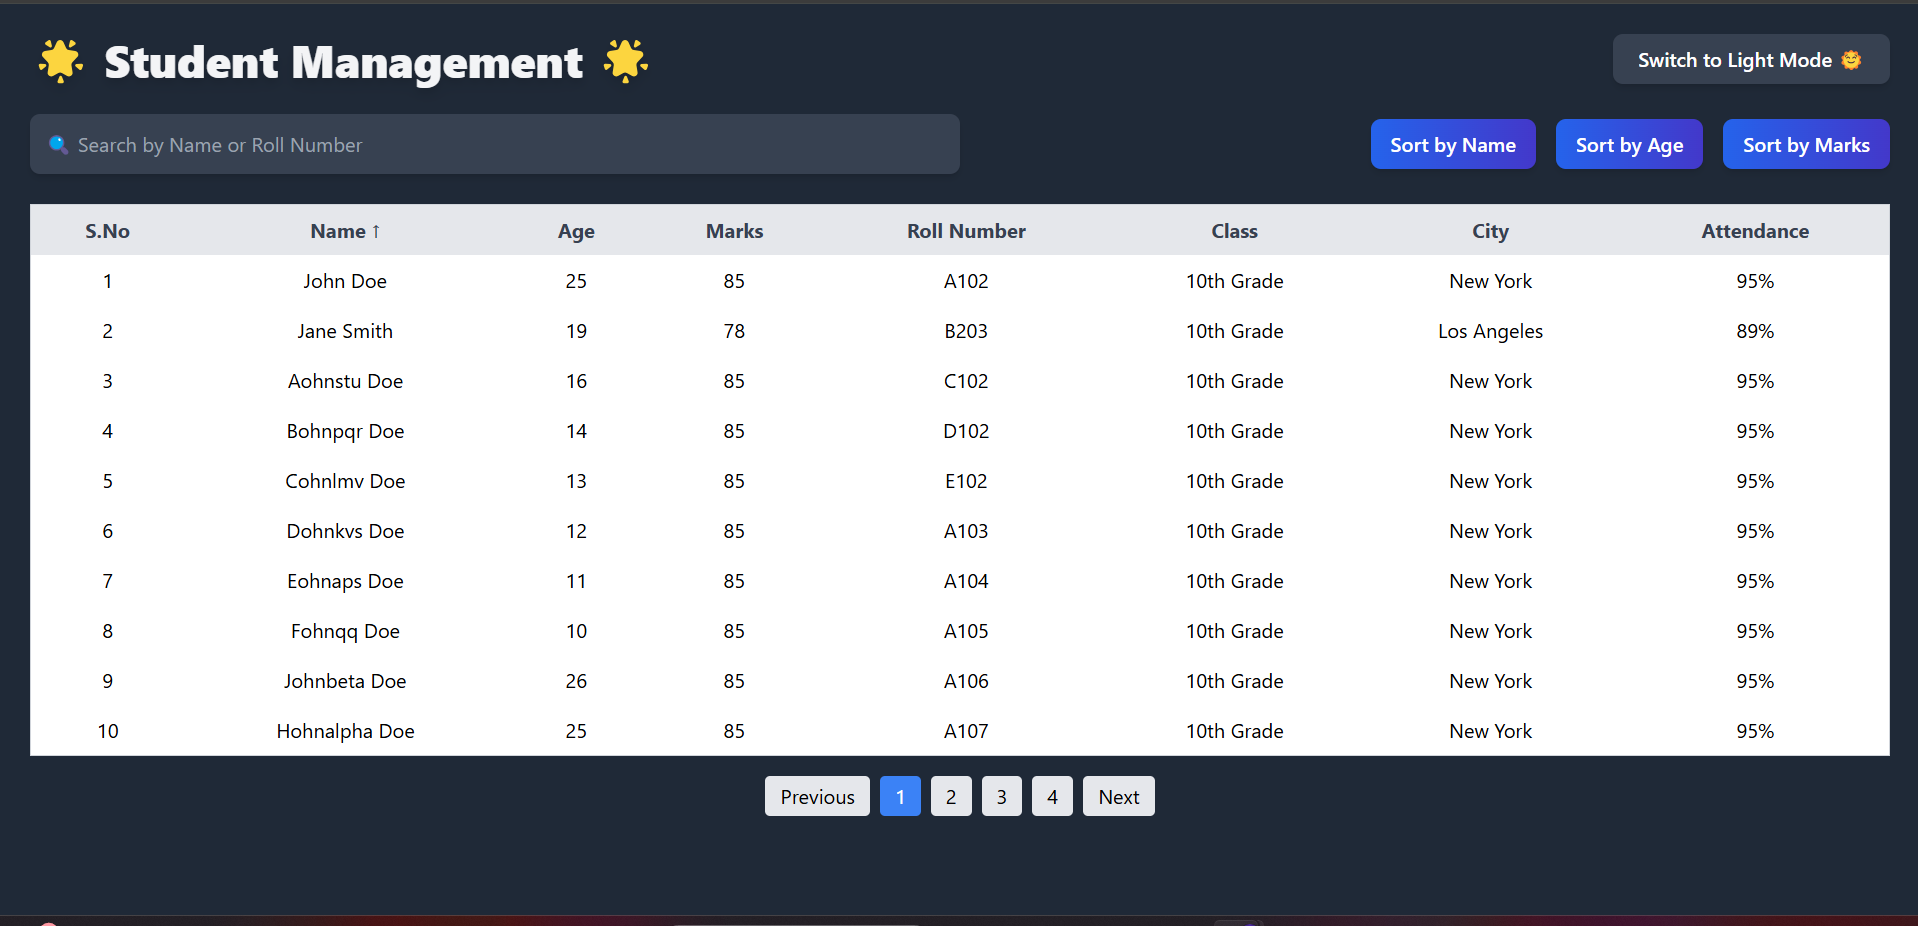 🌟 Student Management 🌟
Switch to Light Mode 🌞
🔍 Search by Name or Roll Number
Sort by Name Sort by Age Sort by Marks
S.No Name ↑ Age Marks Roll Number Class City Attendance
1 John Doe 25 85 A102 10th Grade New York 95%
2 Jane Smith 19 78 B203 10th Grade Los Angeles 89%
3 Aohnstu Doe 16 85 C102 10th Grade New York 95%
4 Bohnpqr Doe 14 85 D102 10th Grade New York 95%
5 Cohnlmv Doe 13 85 E102 10th Grade New York 95%
6 Dohnkvs Doe 12 85 A103 10th Grade New York 95%
7 Eohnaps Doe 11 85 A104 10th Grade New York 95%
8 Fohnqq Doe 10 85 A105 10th Grade New York 95%
9 Johnbeta Doe 26 85 A106 10th Grade New York 95%
10 Hohnalpha Doe 25 85 A107 10th Grade New York 95%
Previous 1 2 3 4 Next